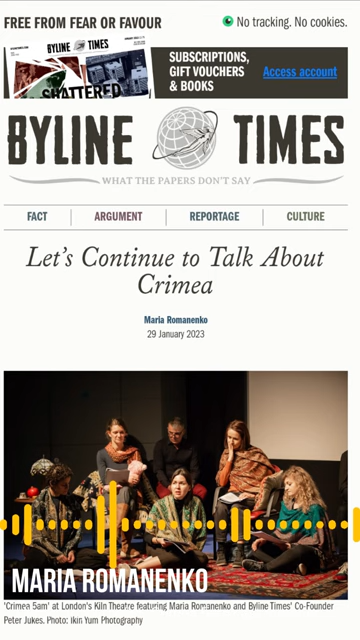 FREE FROM FEAR OR FAVOUR
No tracking. No cookies.
BYLINE TIMES
SHATTERED
SUBSCRIPTIONS,
GIFT VOUCHERS
& BOOKS
Access account
BYLINE TIMES
WHAT THE PAPERS DON'T SAY
FACT
ARGUMENT
REPORTAGE
CULTURE
Let's Continue to Talk About
Crimea
Maria Romanenko
29 January 2023
MARIA ROMANENKO
'Crimea 5am' at London's Kiln Theatre featuring Maria Romanenko and Byline Times' Co-Founder
Peter Jukes. Photo: Ikin Yum Photography